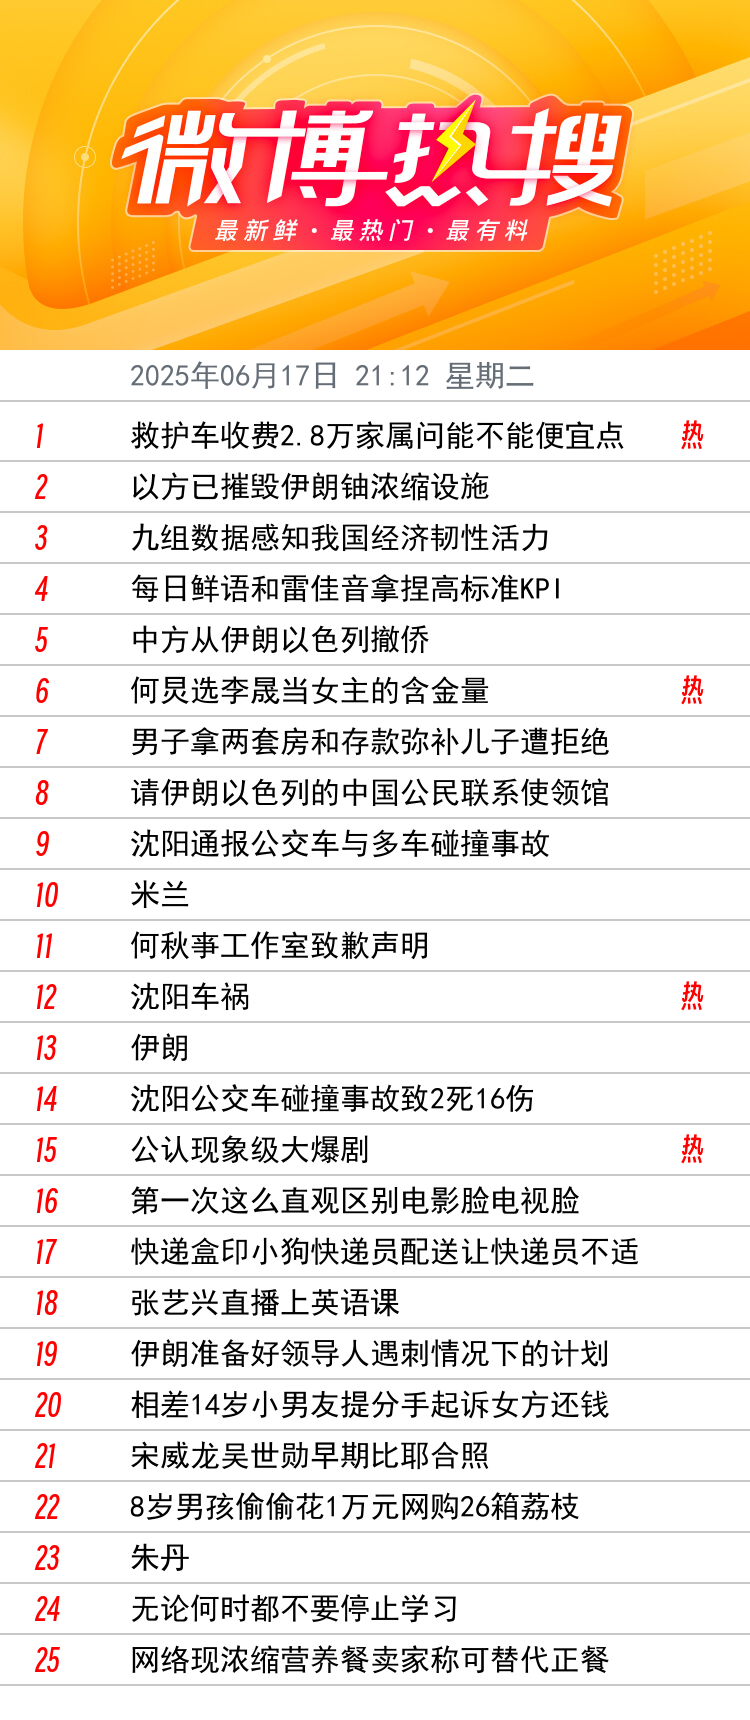 微博热搜
最新鲜·最热门·最有料
2025年06月17日 21:12 星期二
1 救护车收费2.8万家属问能不能便宜点 热
2 以方已摧毁伊朗铀浓缩设施
3 九组数据感知我国经济韧性活力
4 每日鲜语和雷佳音拿捏高标准KPI
5 中方从伊朗以色列撤侨
6 何炅选李晟当女主的含金量 热
7 男子拿两套房和存款弥补儿子遭拒绝
8 请伊朗以色列的中国公民联系使领馆
9 沈阳通报公交车与多车碰撞事故
10 米兰
11 何秋亊工作室致歉声明
12 沈阳车祸 热
13 伊朗
14 沈阳公交车碰撞事故致2死16伤
15 公认现象级大爆剧 热
16 第一次这么直观区别电影脸电视脸
17 快递盒印小狗快递员配送让快递员不适
18 张艺兴直播上英语课
19 伊朗准备好领导人遇刺情况下的计划
20 相差14岁小男友提分手起诉女方还钱
21 宋威龙吴世勋早期比耶合照
22 8岁男孩偷偷花1万元网购26箱荔枝
23 朱丹
24 无论何时都不要停止学习
25 网络现浓缩营养餐卖家称可替代正餐